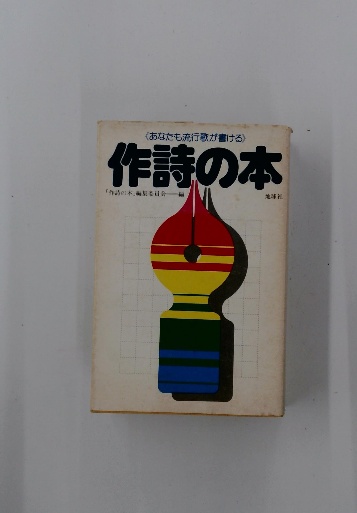 〈あなたも流行歌が書ける〉
作詩の本
「作詩の本」編集委員会──編
地球社